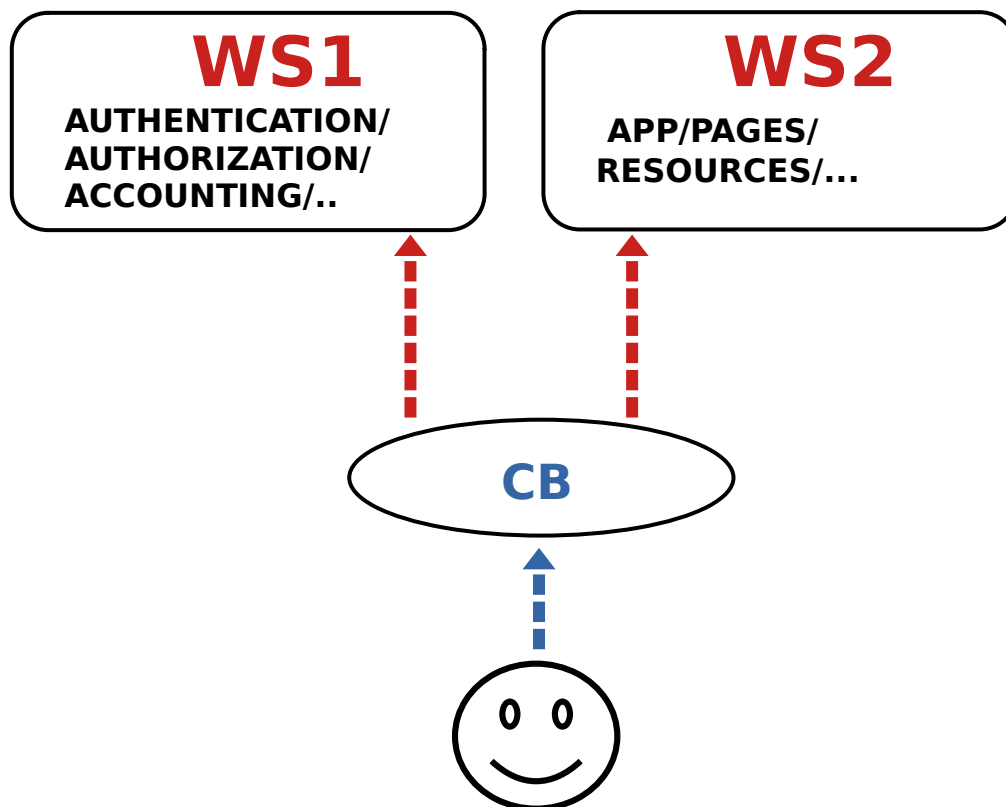 WS1
AUTHENTICATION/
AUTHORIZATION/
ACCOUNTING/..
WS2
APP/PAGES/
RESOURCES/...
CB